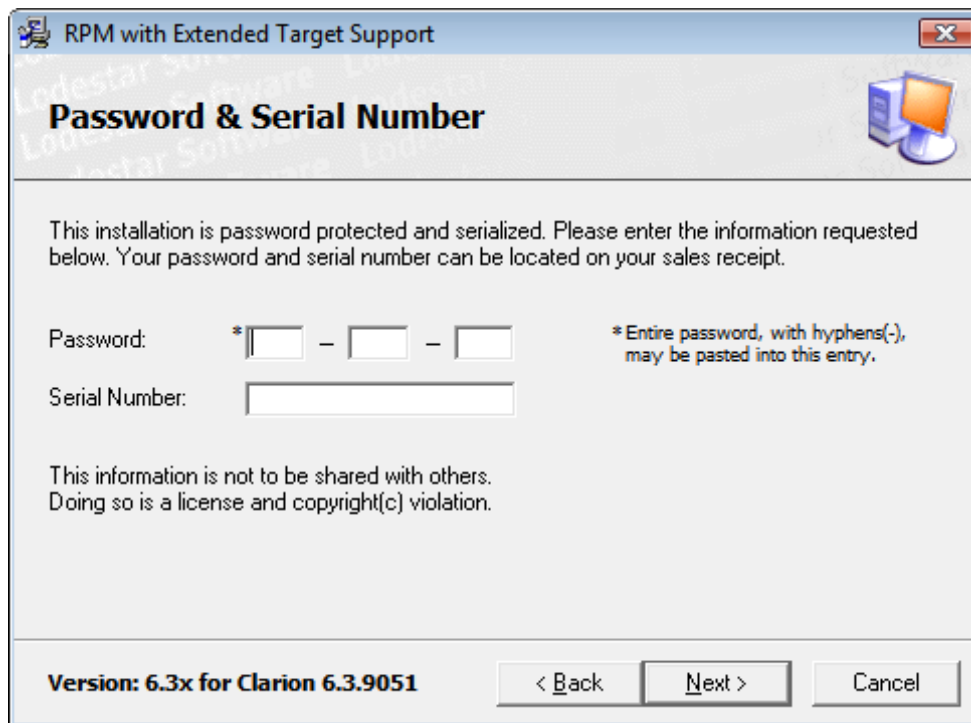 RPM with Extended Target Support
Lodestar Software Lodestar
Password & Serial Number
This installation is password protected and serialized. Please enter the information requested
below. Your password and serial number can be located on your sales receipt.
Password: * – –
* Entire password, with hyphens(-),
may be pasted into this entry.
Serial Number:
This information is not to be shared with others.
Doing so is a license and copyright(c) violation.
Version: 6.3x for Clarion 6.3.9051
< Back
Next >
Cancel